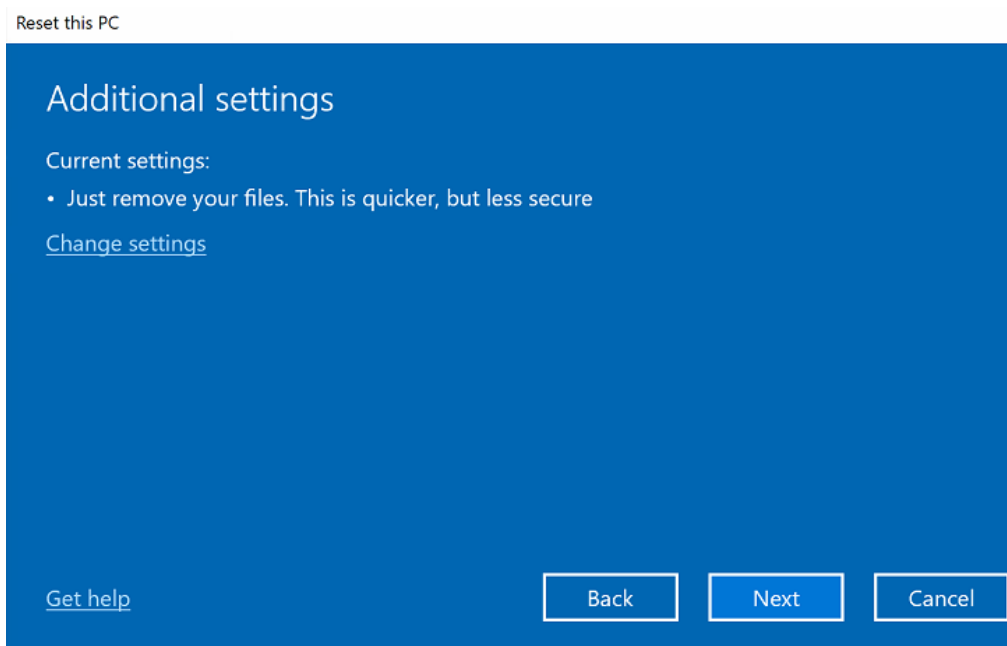 Reset this PC
Additional settings
Current settings:
• Just remove your files. This is quicker, but less secure
Change settings
Get help
Back
Next
Cancel